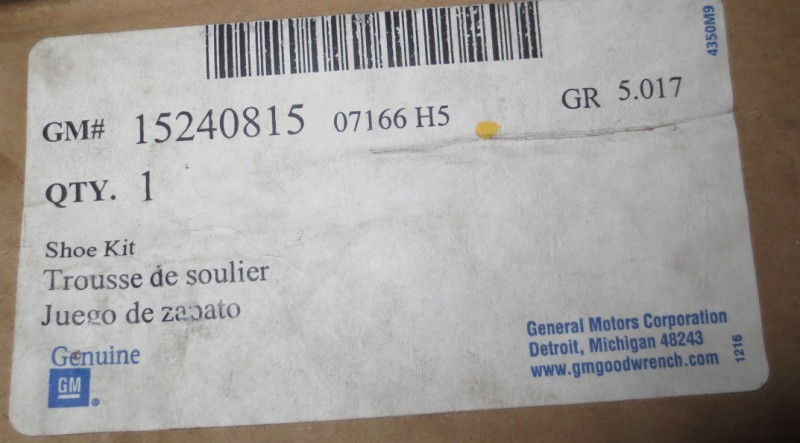 4350M9
GM# 15240815 07166 H5 GR 5.017
QTY. 1
Shoe Kit
Trousse de soulier
Juego de zapato
Genuine
GM
®
General Motors Corporation
Detroit, Michigan 48243
www.gmgoodwrench.com
1216